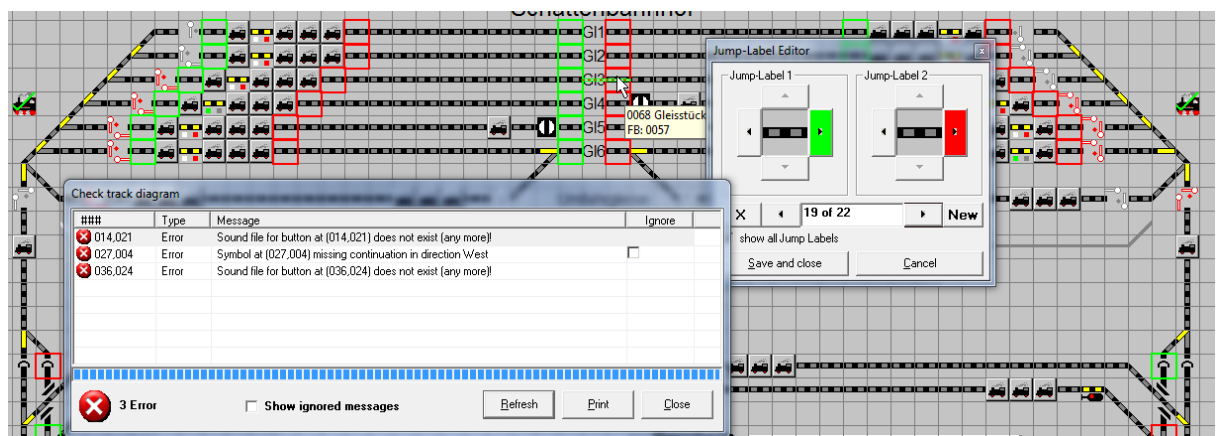 Schattenbahnhof
Gl1
Gl2
Gl3
Gl4
Gl5
Gl6
0068 Gleisstück
FB: 0057
Jump-Label Editor
x
Jump-Label 1
Jump-Label 2
X
19 of 22
New
show all Jump Labels
Save and close
Cancel
Check track diagram
###
Type
Message
Ignore
014,021
Error
Sound file for button at (014,021) does not exist (any more)!
027,004
Error
Symbol at (027,004) missing continuation in direction West
036,024
Error
Sound file for button at (036,024) does not exist (any more)!
3 Error
Show ignored messages
Refresh
Print
Close